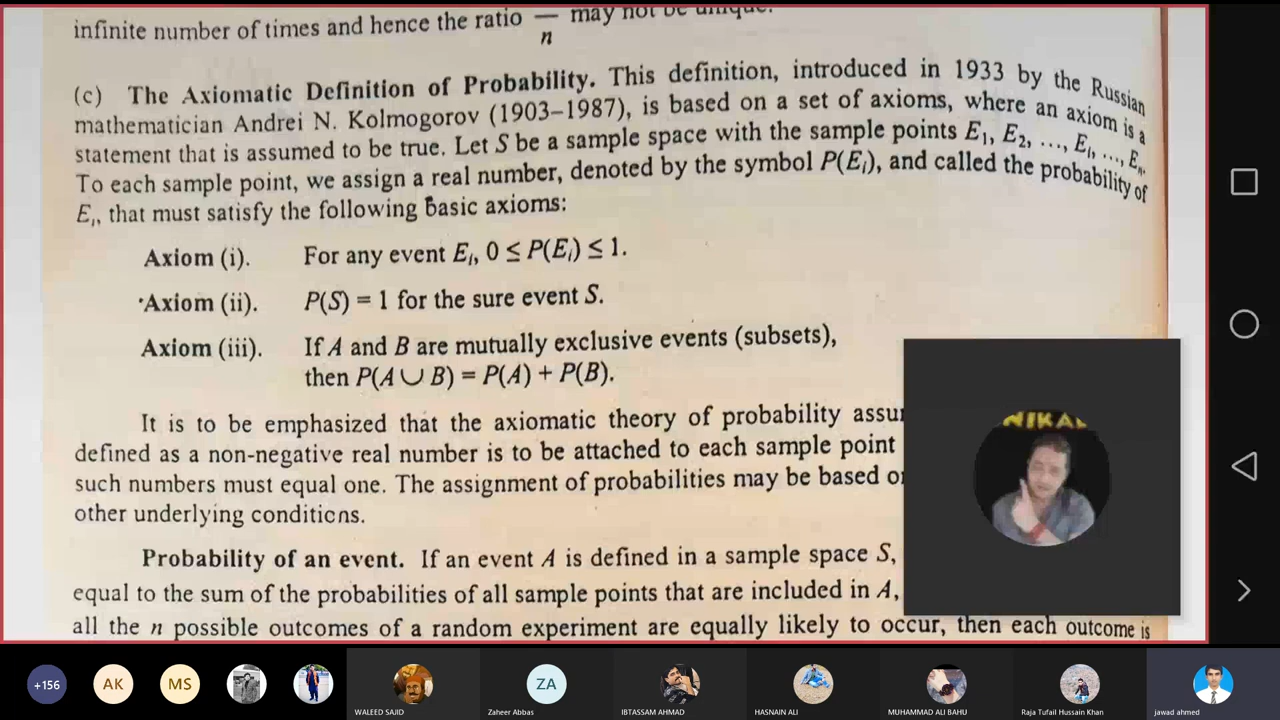 infinite number of times and hence the ratio — may not be unique.
n
(c) The Axiomatic Definition of Probability. This definition, introduced in 1933 by the Russian
mathematician Andrei N. Kolmogorov (1903–1987), is based on a set of axioms, where an axiom is a
statement that is assumed to be true. Let S be a sample space with the sample points E₁, E₂, ..., Eᵢ, ..., Eₙ.
To each sample point, we assign a real number, denoted by the symbol P(Eᵢ), and called the probability of
Eᵢ, that must satisfy the following basic axioms:
Axiom (i). For any event Eᵢ, 0 ≤ P(Eᵢ) ≤ 1.
Axiom (ii). P(S) = 1 for the sure event S.
Axiom (iii). If A and B are mutually exclusive events (subsets),
then P(A ∪ B) = P(A) + P(B).
It is to be emphasized that the axiomatic theory of probability assu
defined as a non-negative real number is to be attached to each sample point
such numbers must equal one. The assignment of probabilities may be based o
other underlying conditions.
Probability of an event. If an event A is defined in a sample space S,
equal to the sum of the probabilities of all sample points that are included in A,
all the n possible outcomes of a random experiment are equally likely to occur, then each outcome is
NIKA
+156 AK MS ZA
WALEED SAJID Zaheer Abbas IBTASSAM AHMAD HASNAIN ALI MUHAMMAD ALI BAHU Raja Tufail Hussain Khan jawad ahmed